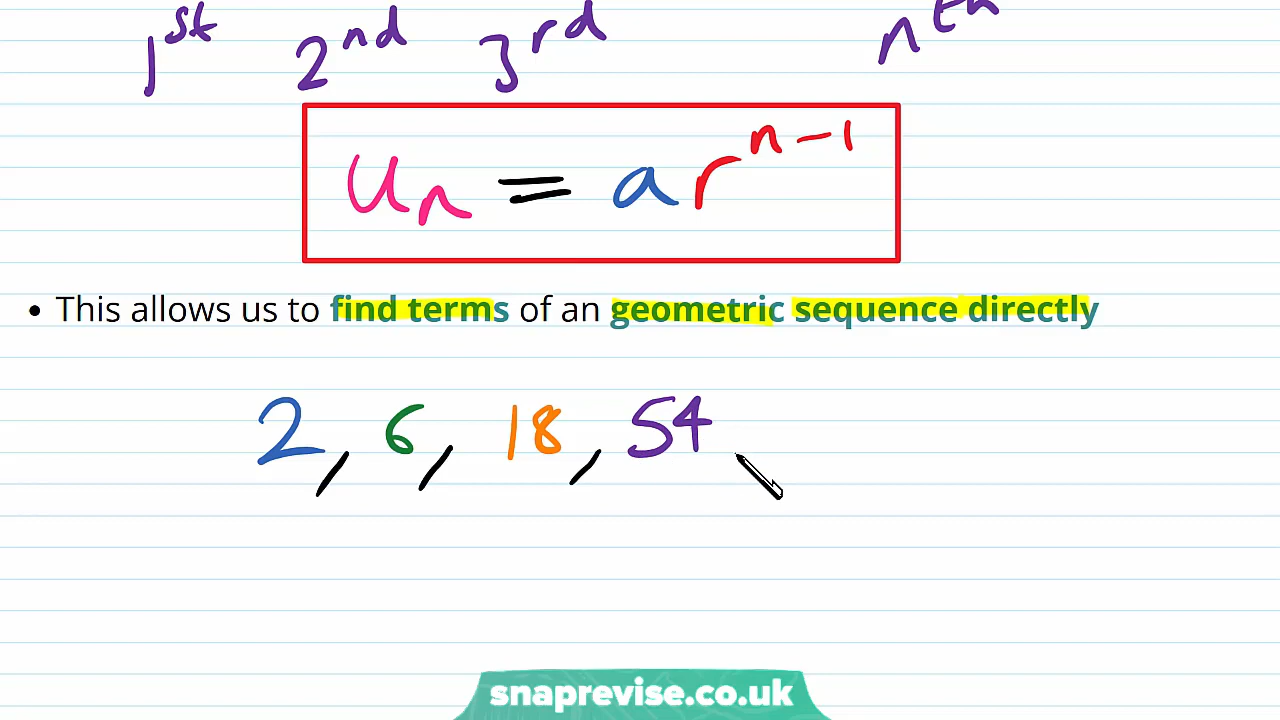 1st 2nd 3rd nth
uₙ = arⁿ⁻¹
• This allows us to find terms of an geometric sequence directly
2, 6, 18, 54
snaprevise.co.uk